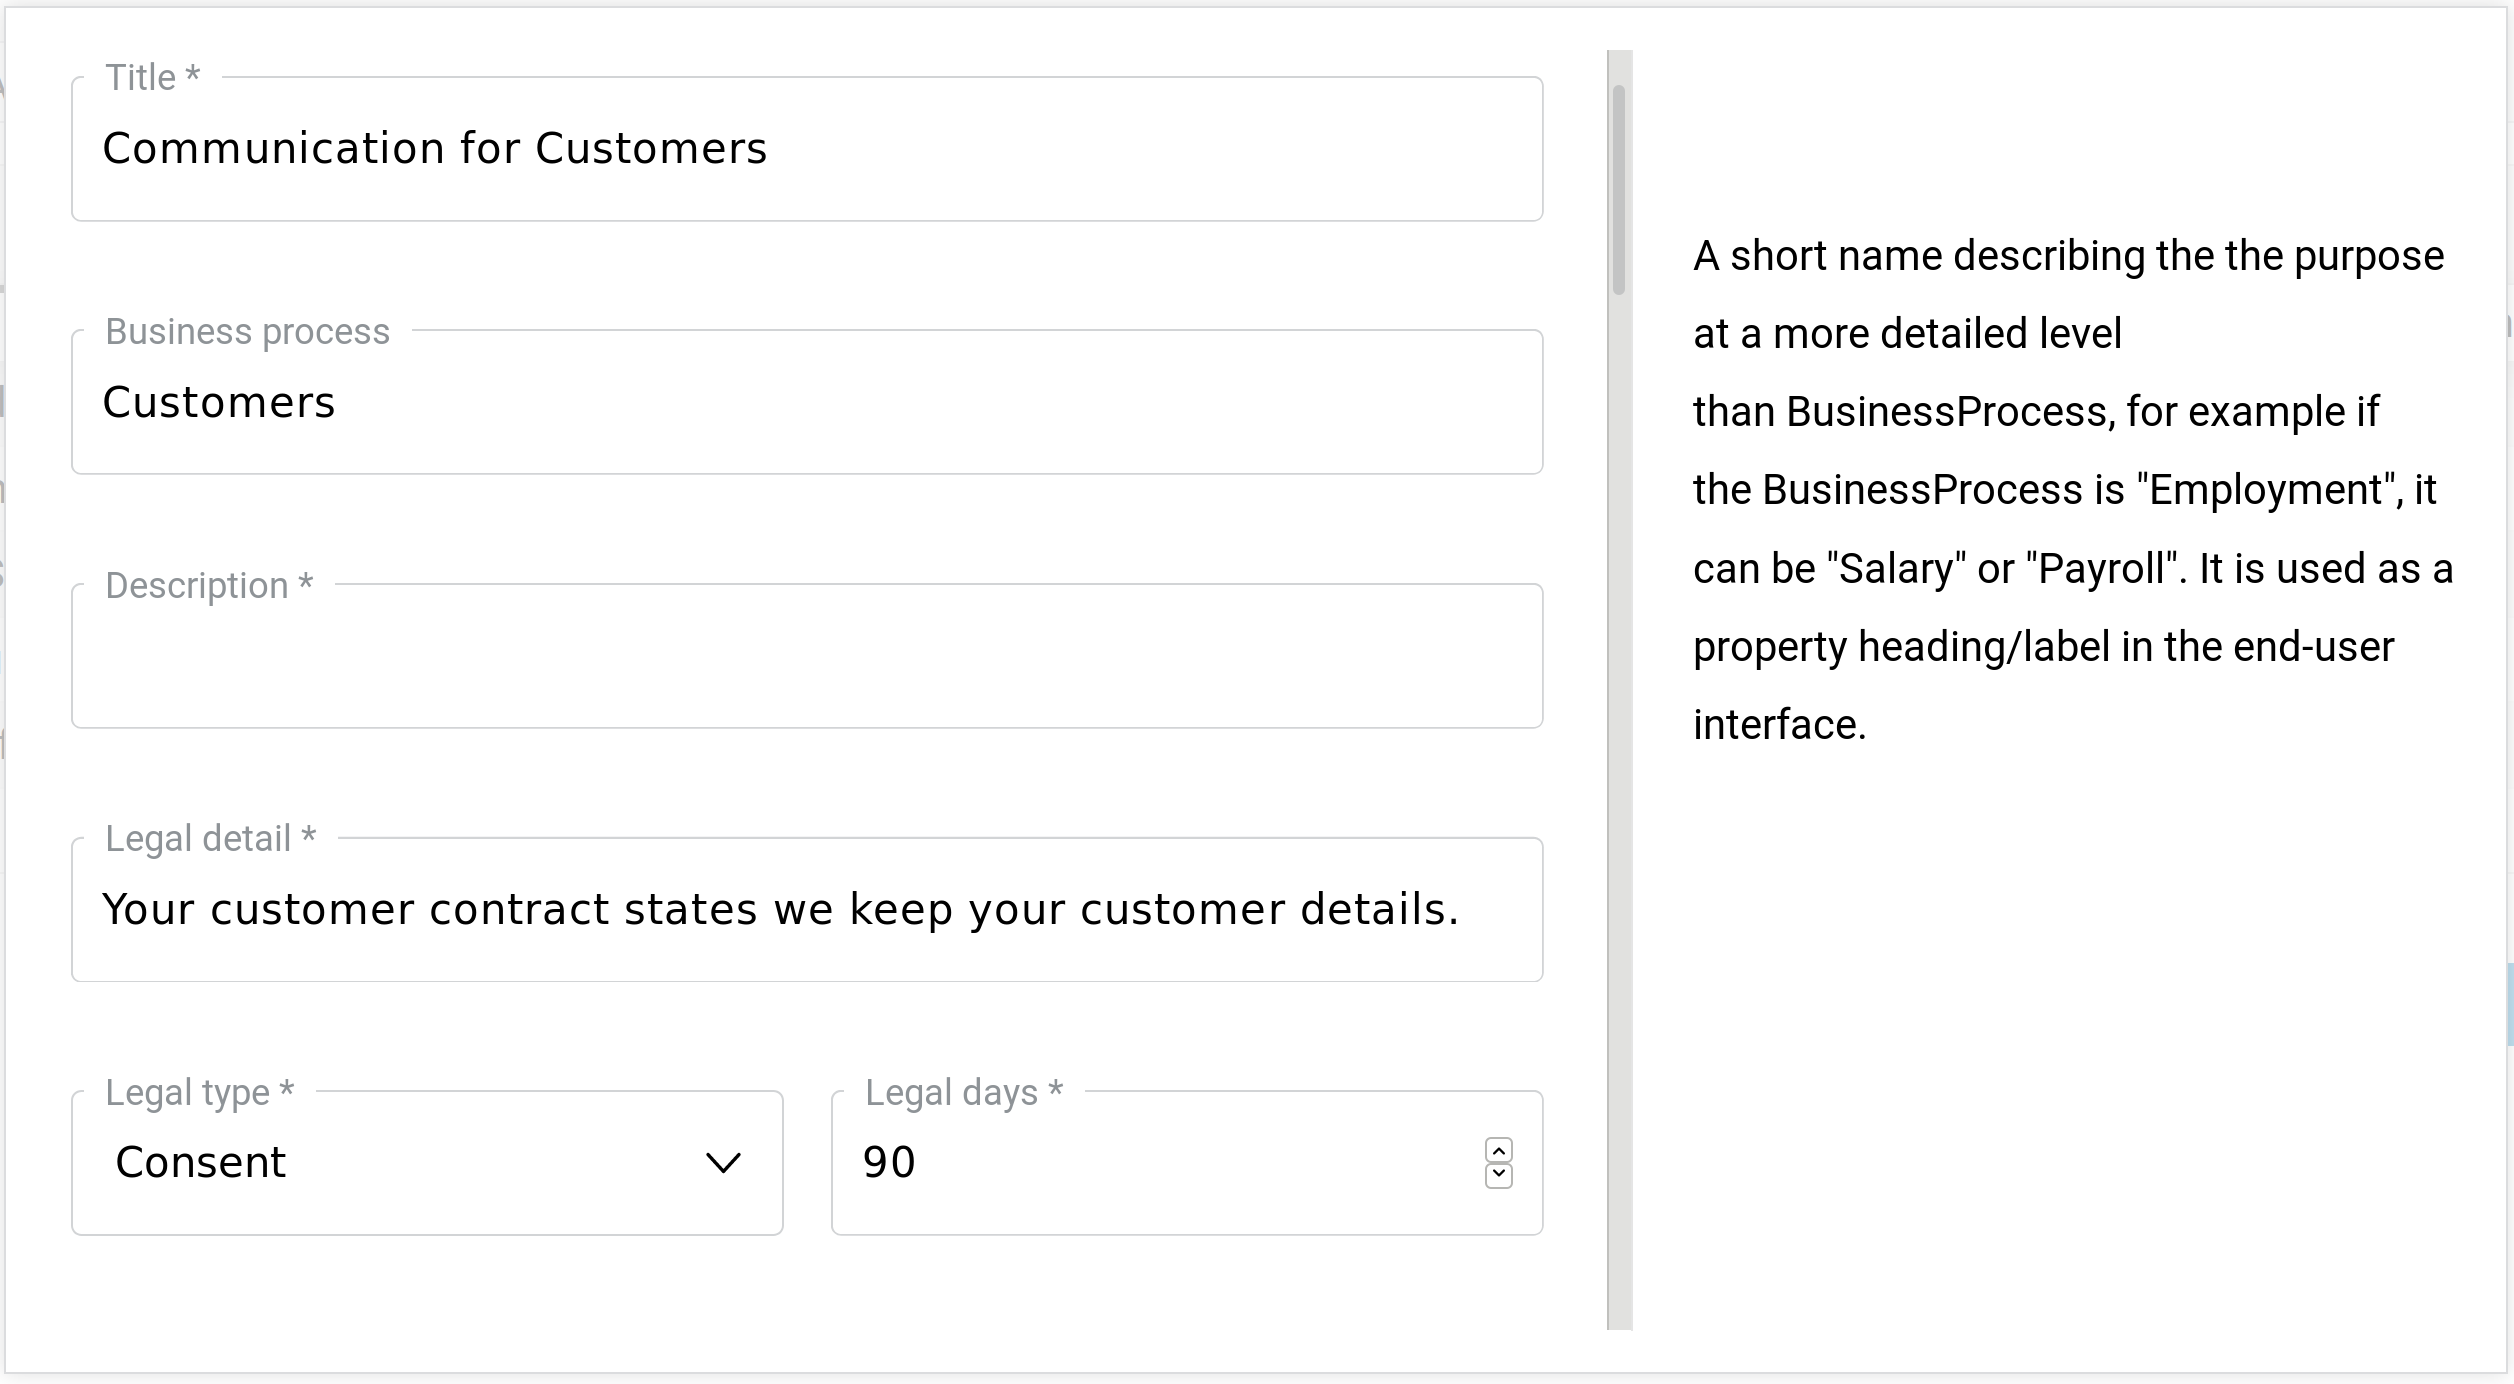 Title *
Communication for Customers
Business process
Customers
Description *
Legal detail *
Your customer contract states we keep your customer details.
Legal type *
Consent
Legal days *
90
A short name describing the the purpose
at a more detailed level
than BusinessProcess, for example if
the BusinessProcess is "Employment", it
can be "Salary" or "Payroll". It is used as a
property heading/label in the end-user
interface.